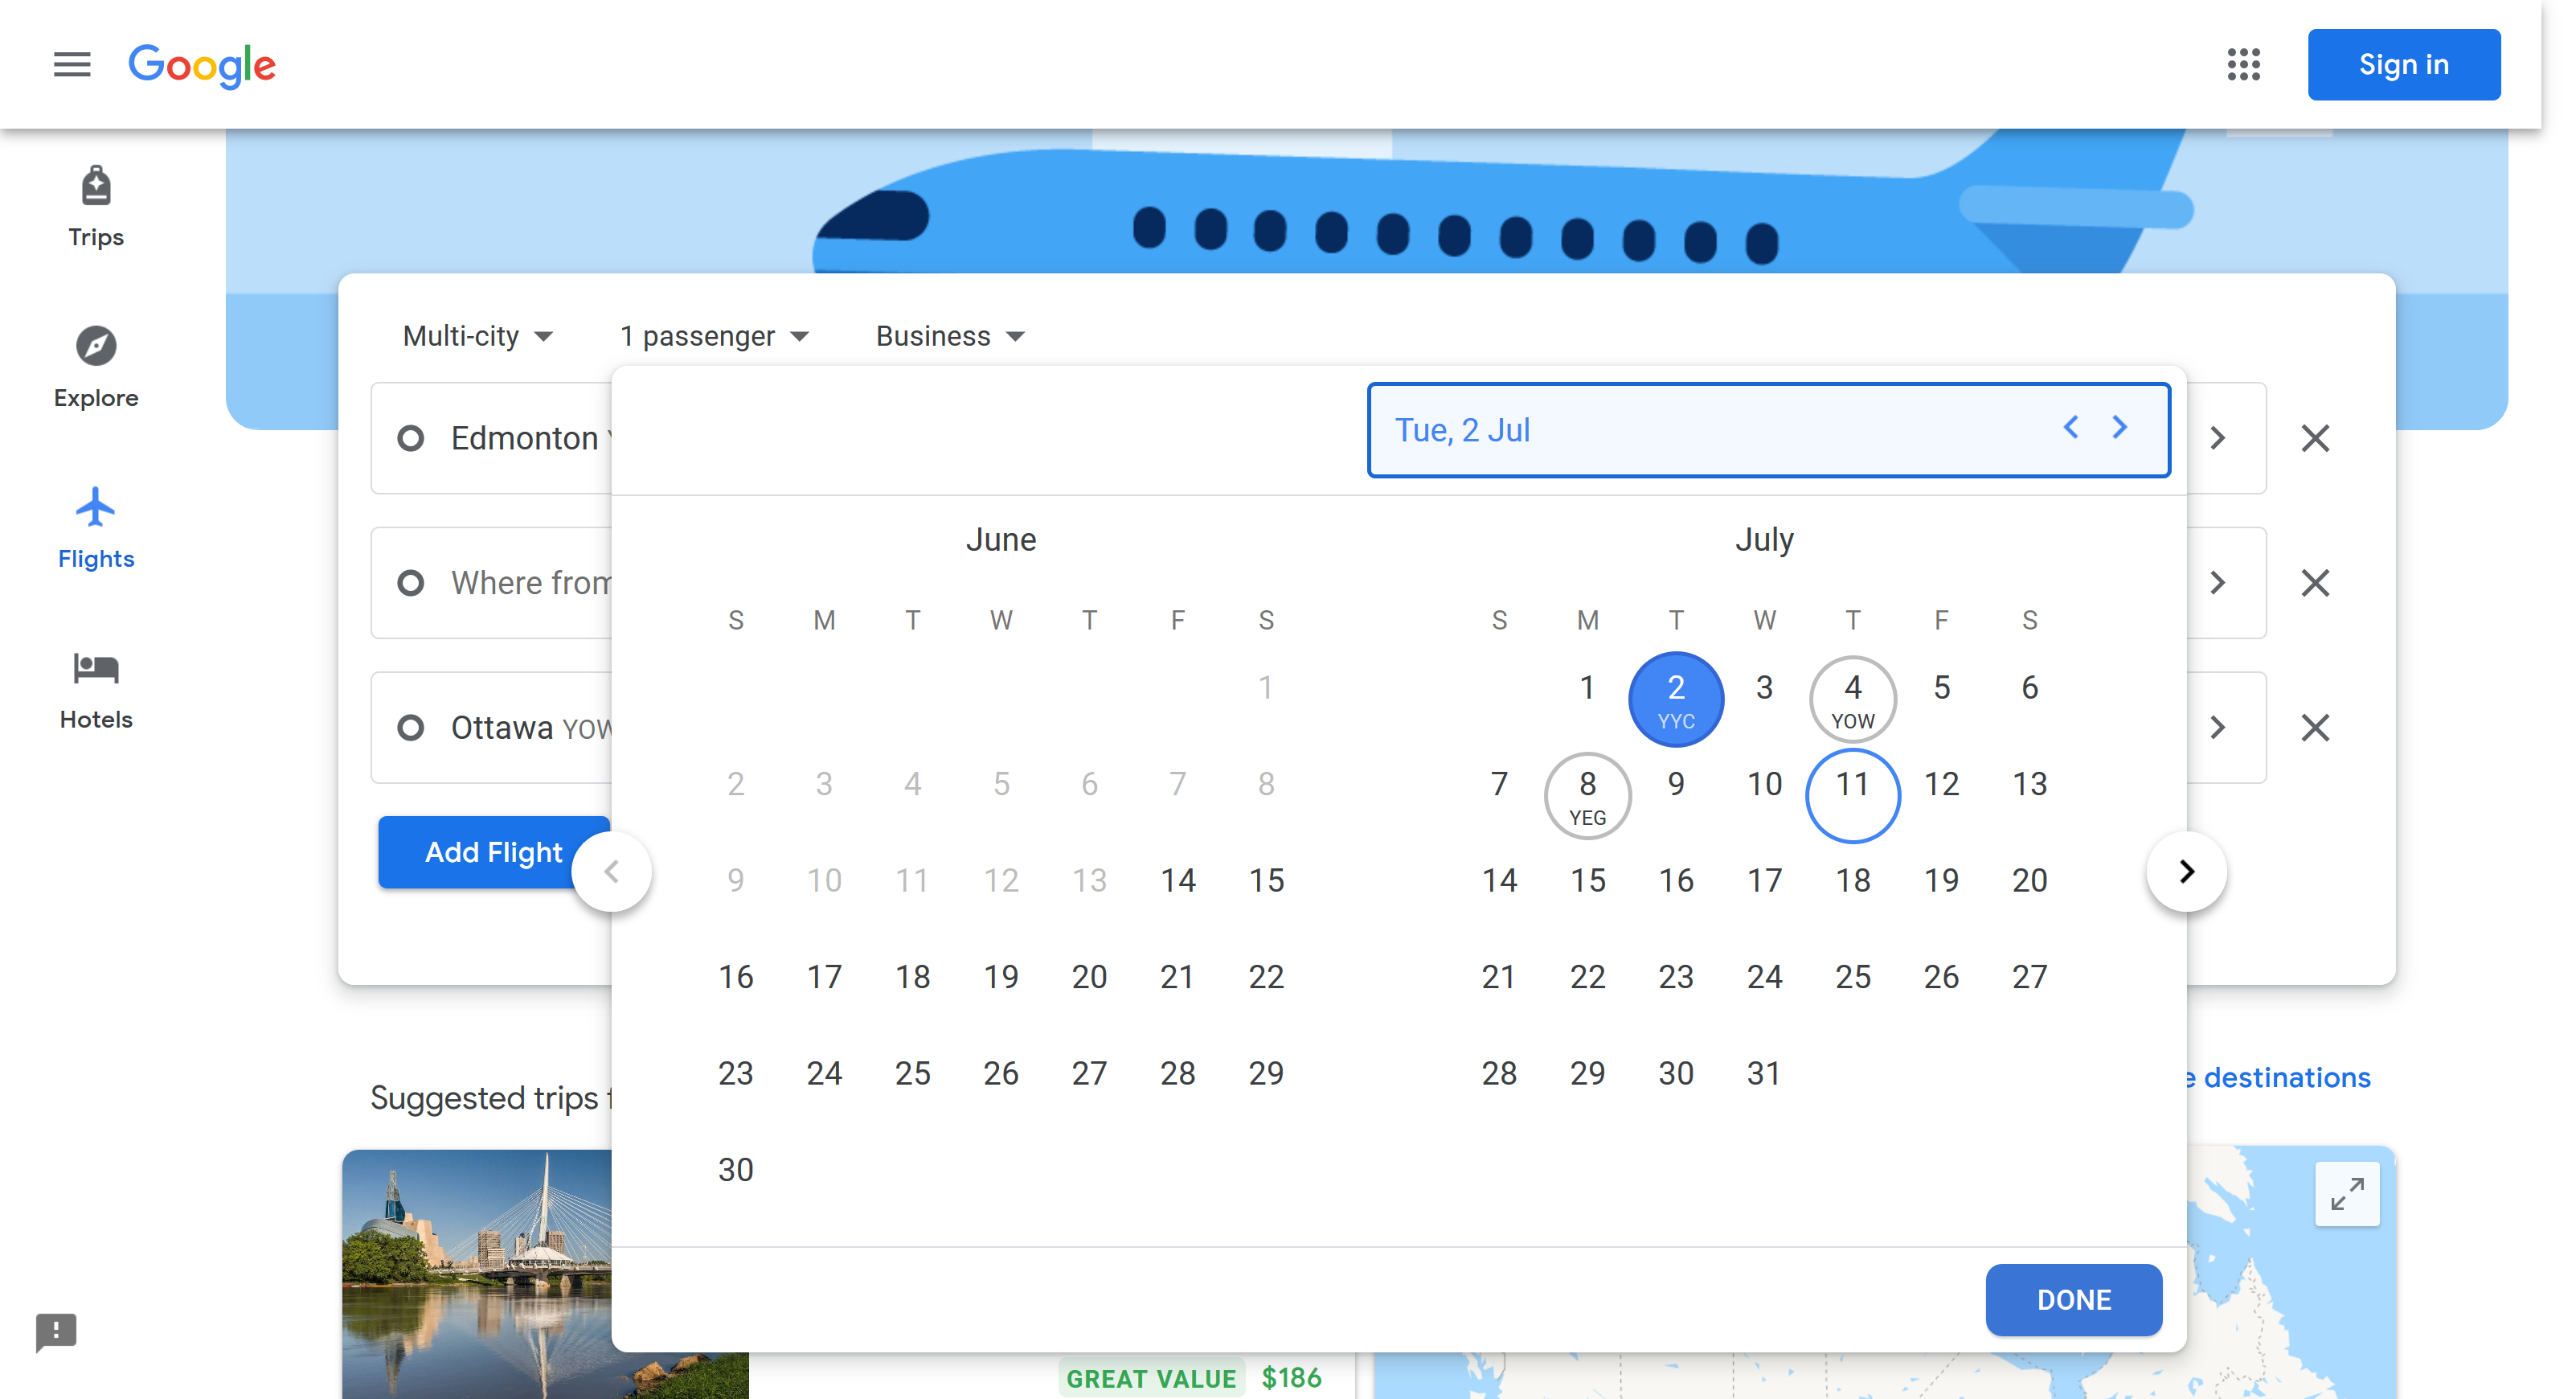 Google
Sign in
Trips
Explore
Flights
Hotels
Multi-city
1 passenger
Business
Edmonton
Tue, 2 Jul
Where from
Ottawa YOW
Add Flight
June
July
S M T W T F S
S M T W T F S
1
1 2 3 4 5 6
YYC YOW
2 3 4 5 6 7 8
7 8 9 10 11 12 13
YEG
9 10 11 12 13 14 15
14 15 16 17 18 19 20
16 17 18 19 20 21 22
21 22 23 24 25 26 27
23 24 25 26 27 28 29
28 29 30 31
30
DONE
Suggested trips
destinations
GREAT VALUE $186